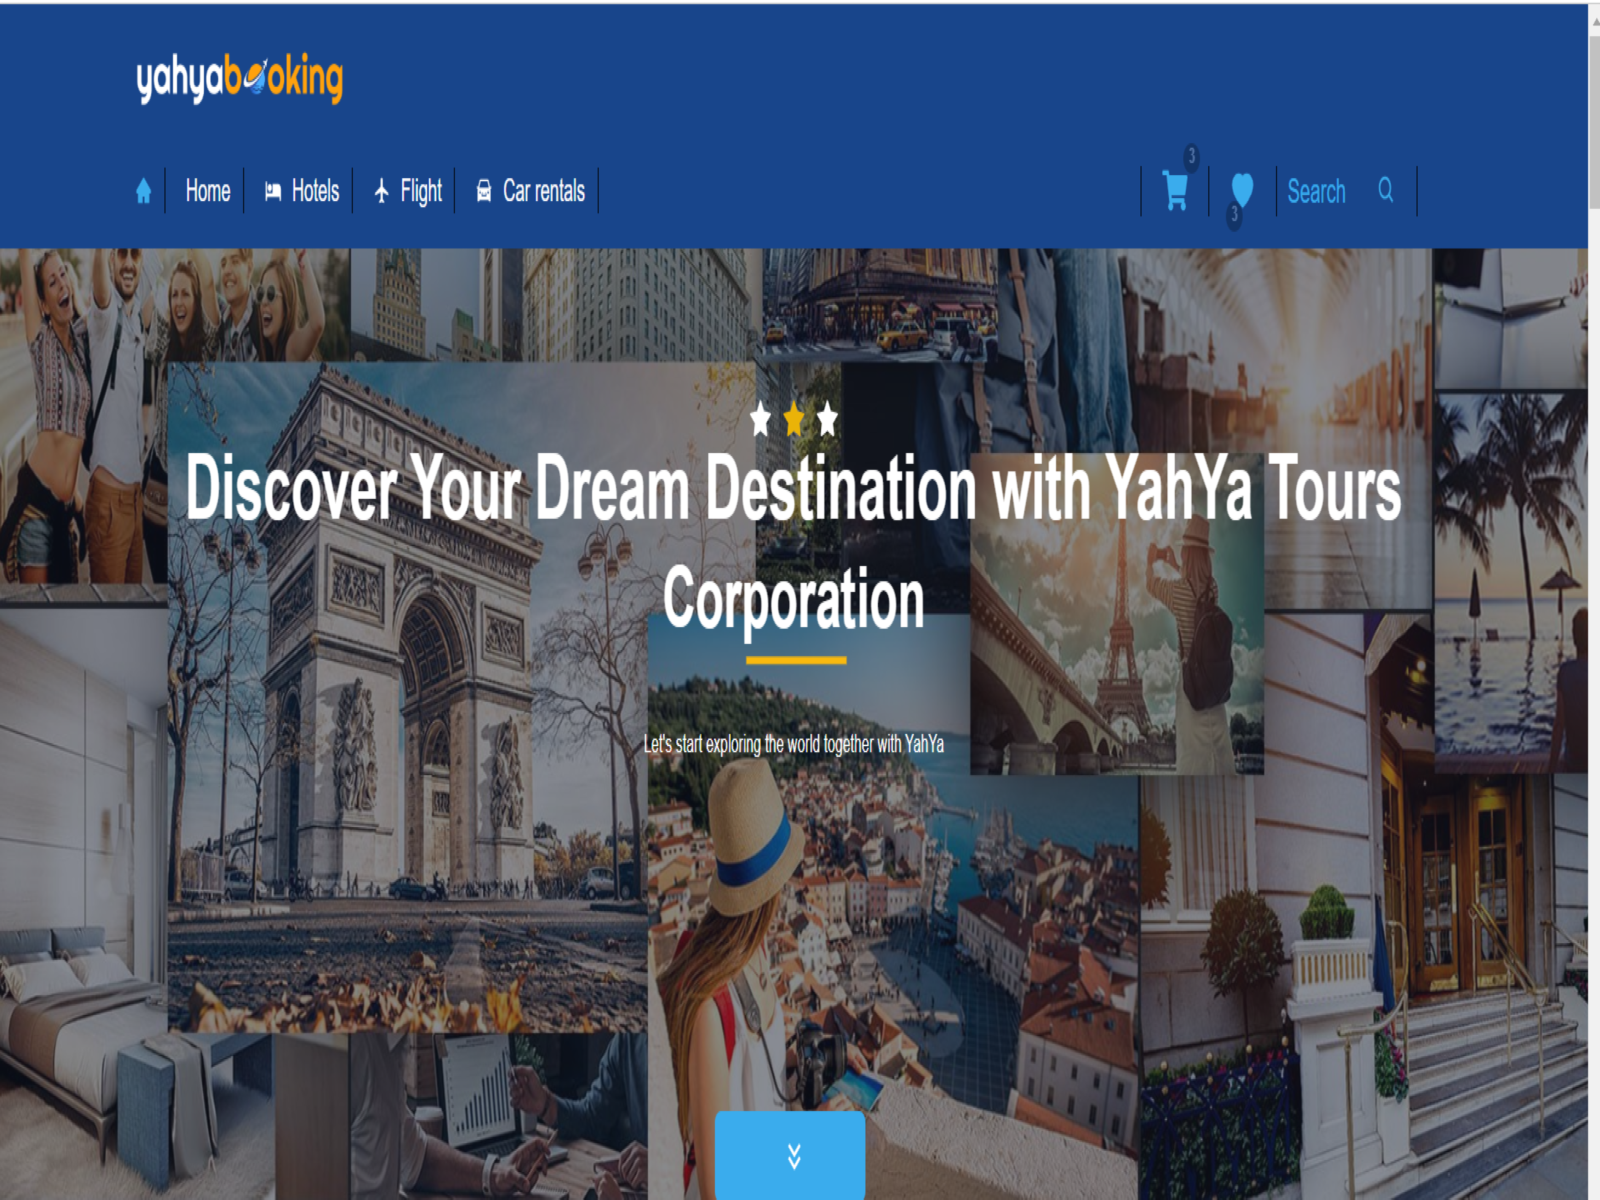 yahyabooking
Home
Hotels
Flight
Car rentals
3
3
Search
Discover Your Dream Destination with YahYa Tours
Corporation
Let's start exploring the world together with YahYa